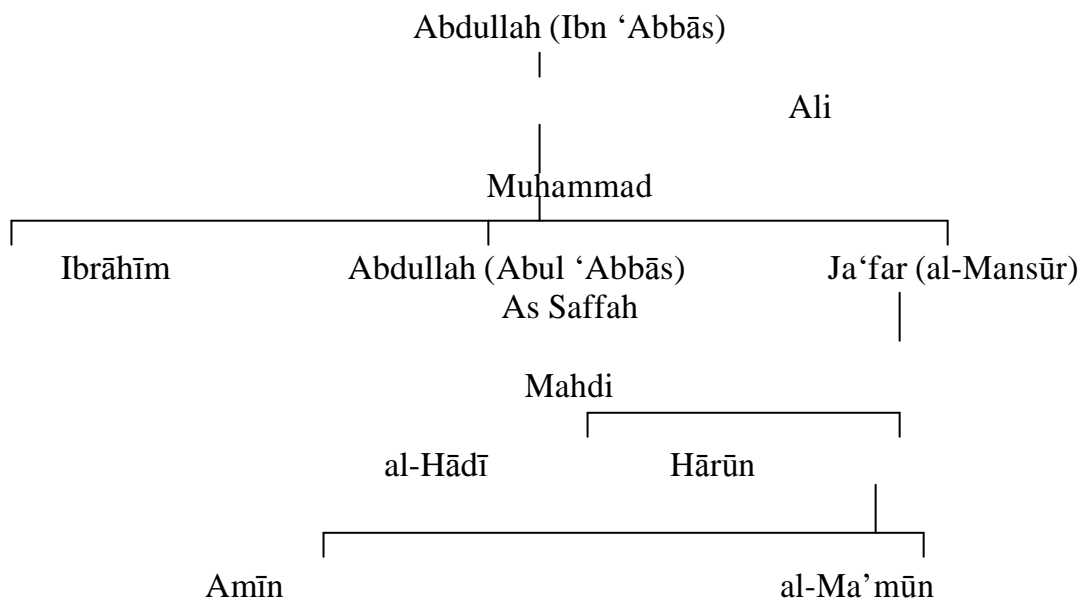 Abdullah (Ibn ‘Abbās)
Ali
Muhammad
Ibrāhīm Abdullah (Abul ‘Abbās) Ja‘far (al-Mansūr)
As Saffah
Mahdi
al-Hādī Hārūn
Amīn al-Ma’mūn